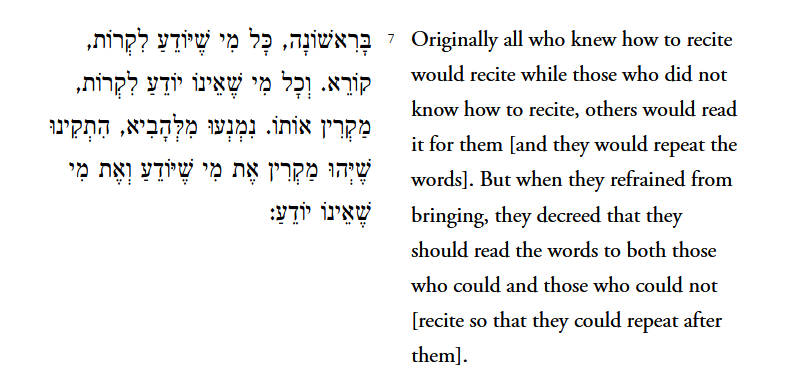 בָּרִאשׁוֹנָה, כָּל מִי שֶׁיּוֹדֵעַ לִקְרוֹת,
קוֹרֵא. וְכָל מִי שֶׁאֵינוֹ יוֹדֵעַ לִקְרוֹת,
מַקְרִין אוֹתוֹ. נִמְנְעוּ מִלְּהָבִיא, הִתְקִינוּ
שֶׁיְּהוּ מַקְרִין אֶת מִי שֶׁיּוֹדֵעַ וְאֶת מִי
שֶׁאֵינוֹ יוֹדֵעַ:
7 Originally all who knew how to recite
would recite while those who did not
know how to recite, others would read
it for them [and they would repeat the
words]. But when they refrained from
bringing, they decreed that they
should read the words to both those
who could and those who could not
[recite so that they could repeat after
them].